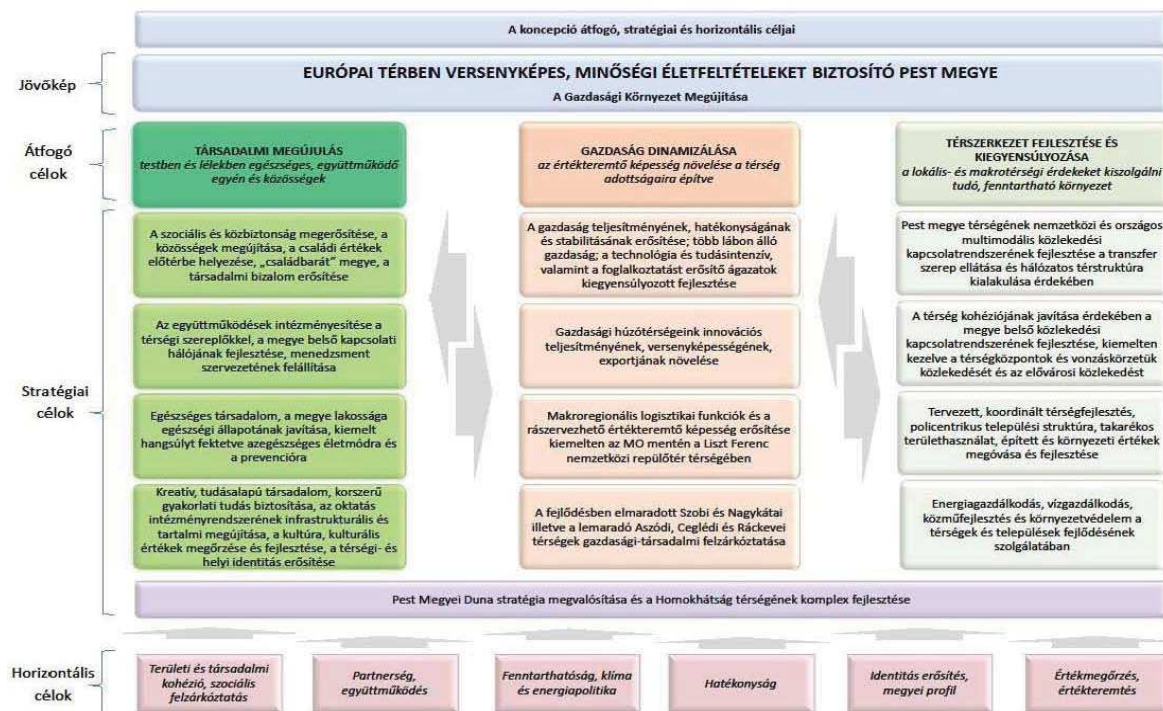 A koncepció átfogó, stratégiai és horizontális céljai
Jövőkép
EURÓPAI TÉRBEN VERSENYKÉPES, MINŐSÉGI ÉLETFELTÉTELEKET BIZTOSÍTÓ PEST MEGYE
A Gazdasági Környezet Megújítása
Átfogó
célok
TÁRSADALMI MEGÚJULÁS
testben és lélekben egészséges, együttműködő
egyén és közösségek
GAZDASÁG DINAMIZÁLÁSA
az értékteremtő képesség növelése a térség
adottságaira építve
TÉRSZERKEZET FEJLESZTÉSE ÉS
KIEGYENSÚLYOZÁSA
a lokális- és makrotérségi érdekeket kiszolgálni
tudó, fenntartható környezet
Stratégiai
célok
A szociális és közbiztonság megerősítése, a
közösségek megújítása, a családi értékek
előtérbe helyezése, „családbarát” megye, a
társadalmi bizalom erősítése
Az együttműködések intézményesítése a
térségi szereplőkkel, a megye belső kapcsolati
hálójának fejlesztése, menedzsment
szervezetének felállítása
Egészséges társadalom, a megye lakossága
egészségi állapotának javítása, kiemelt
hangsúlyt fektetve azegészséges életmódra és
a prevencióra
Kreatív, tudásalapú társadalom, korszerű
gyakorlati tudás biztosítása, az oktatás
intézményrendszerének infrastrukturális és
tartalmi megújítása, a kultúra, kulturális
értékek megőrzése és fejlesztése, a térségi- és
helyi identitás erősítése
A gazdaság teljesítményének, hatékonyságának
és stabilitásának erősítése; több lábon álló
gazdaság; a technológia és tudásintenzív,
valamint a foglalkoztatást erősítő ágazatok
kiegyensúlyozott fejlesztése
Gazdasági húzótérségeink innovációs
teljesítményének, versenyképességének,
exportjának növelése
Makroregionális logisztikai funkciók és a
rászervezhető értékteremtő képesség erősítése
kiemelten az MO mentén a Liszt Ferenc
nemzetközi repülőtér térségében
A fejlődésben elmaradott Szobi és Nagykátai
illetve a lemaradó Aszódi, Ceglédi és Ráckevei
térségek gazdasági-társadalmi felzárkóztatása
Pest megye térségének nemzetközi és országos
multimodális közlekedési
kapcsolatrendszerének fejlesztése a transzfer
szerep ellátása és hálózatos térstruktúra
kialakulása érdekében
A térség kohéziójának javítása érdekében a
megye belső közlekedési
kapcsolatrendszerének fejlesztése, kiemelten
kezelve a térségközpontok és vonzáskörzetük
közlekedését és az elővárosi közlekedést
Tervezett, koordinált térségfejlesztés,
policentrikus települési struktúra, takarékos
területhasználat, épített és környezeti értékek
megóvása és fejlesztése
Energiagazdálkodás, vízgazdálkodás,
közműfejlesztés és környezetvédelem a
térségek és települések fejlődésének
szolgálatában
Pest Megyei Duna stratégia megvalósítása és a Homokhátság térségének komplex fejlesztése
Horizontális
célok
Területi és társadalmi
kohézió, szociális
felzárkóztatás
Partnerség,
együttműködés
Fenntarthatóság, klíma
és energiapolitika
Hatékonyság
Identitás erősítés,
megyei profil
Értékmegőrzés,
értékteremtés